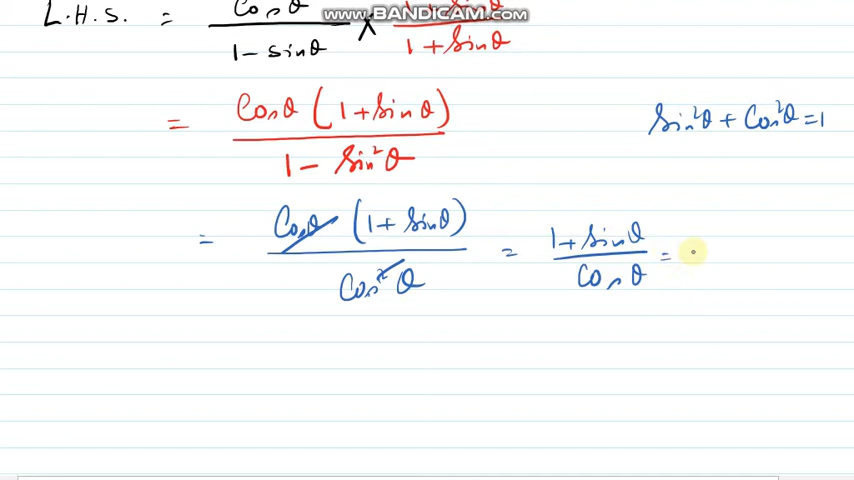 www.BANDICAM.com
L.H.S. = Cosθ / 1 - sinθ × 1 + sinθ / 1 + sinθ
= Cosθ (1 + sinθ) / 1 - sin²θ
sin²θ + Cos²θ = 1
= Cosθ (1 + sinθ) / Cos²θ = 1 + sinθ / Cosθ =